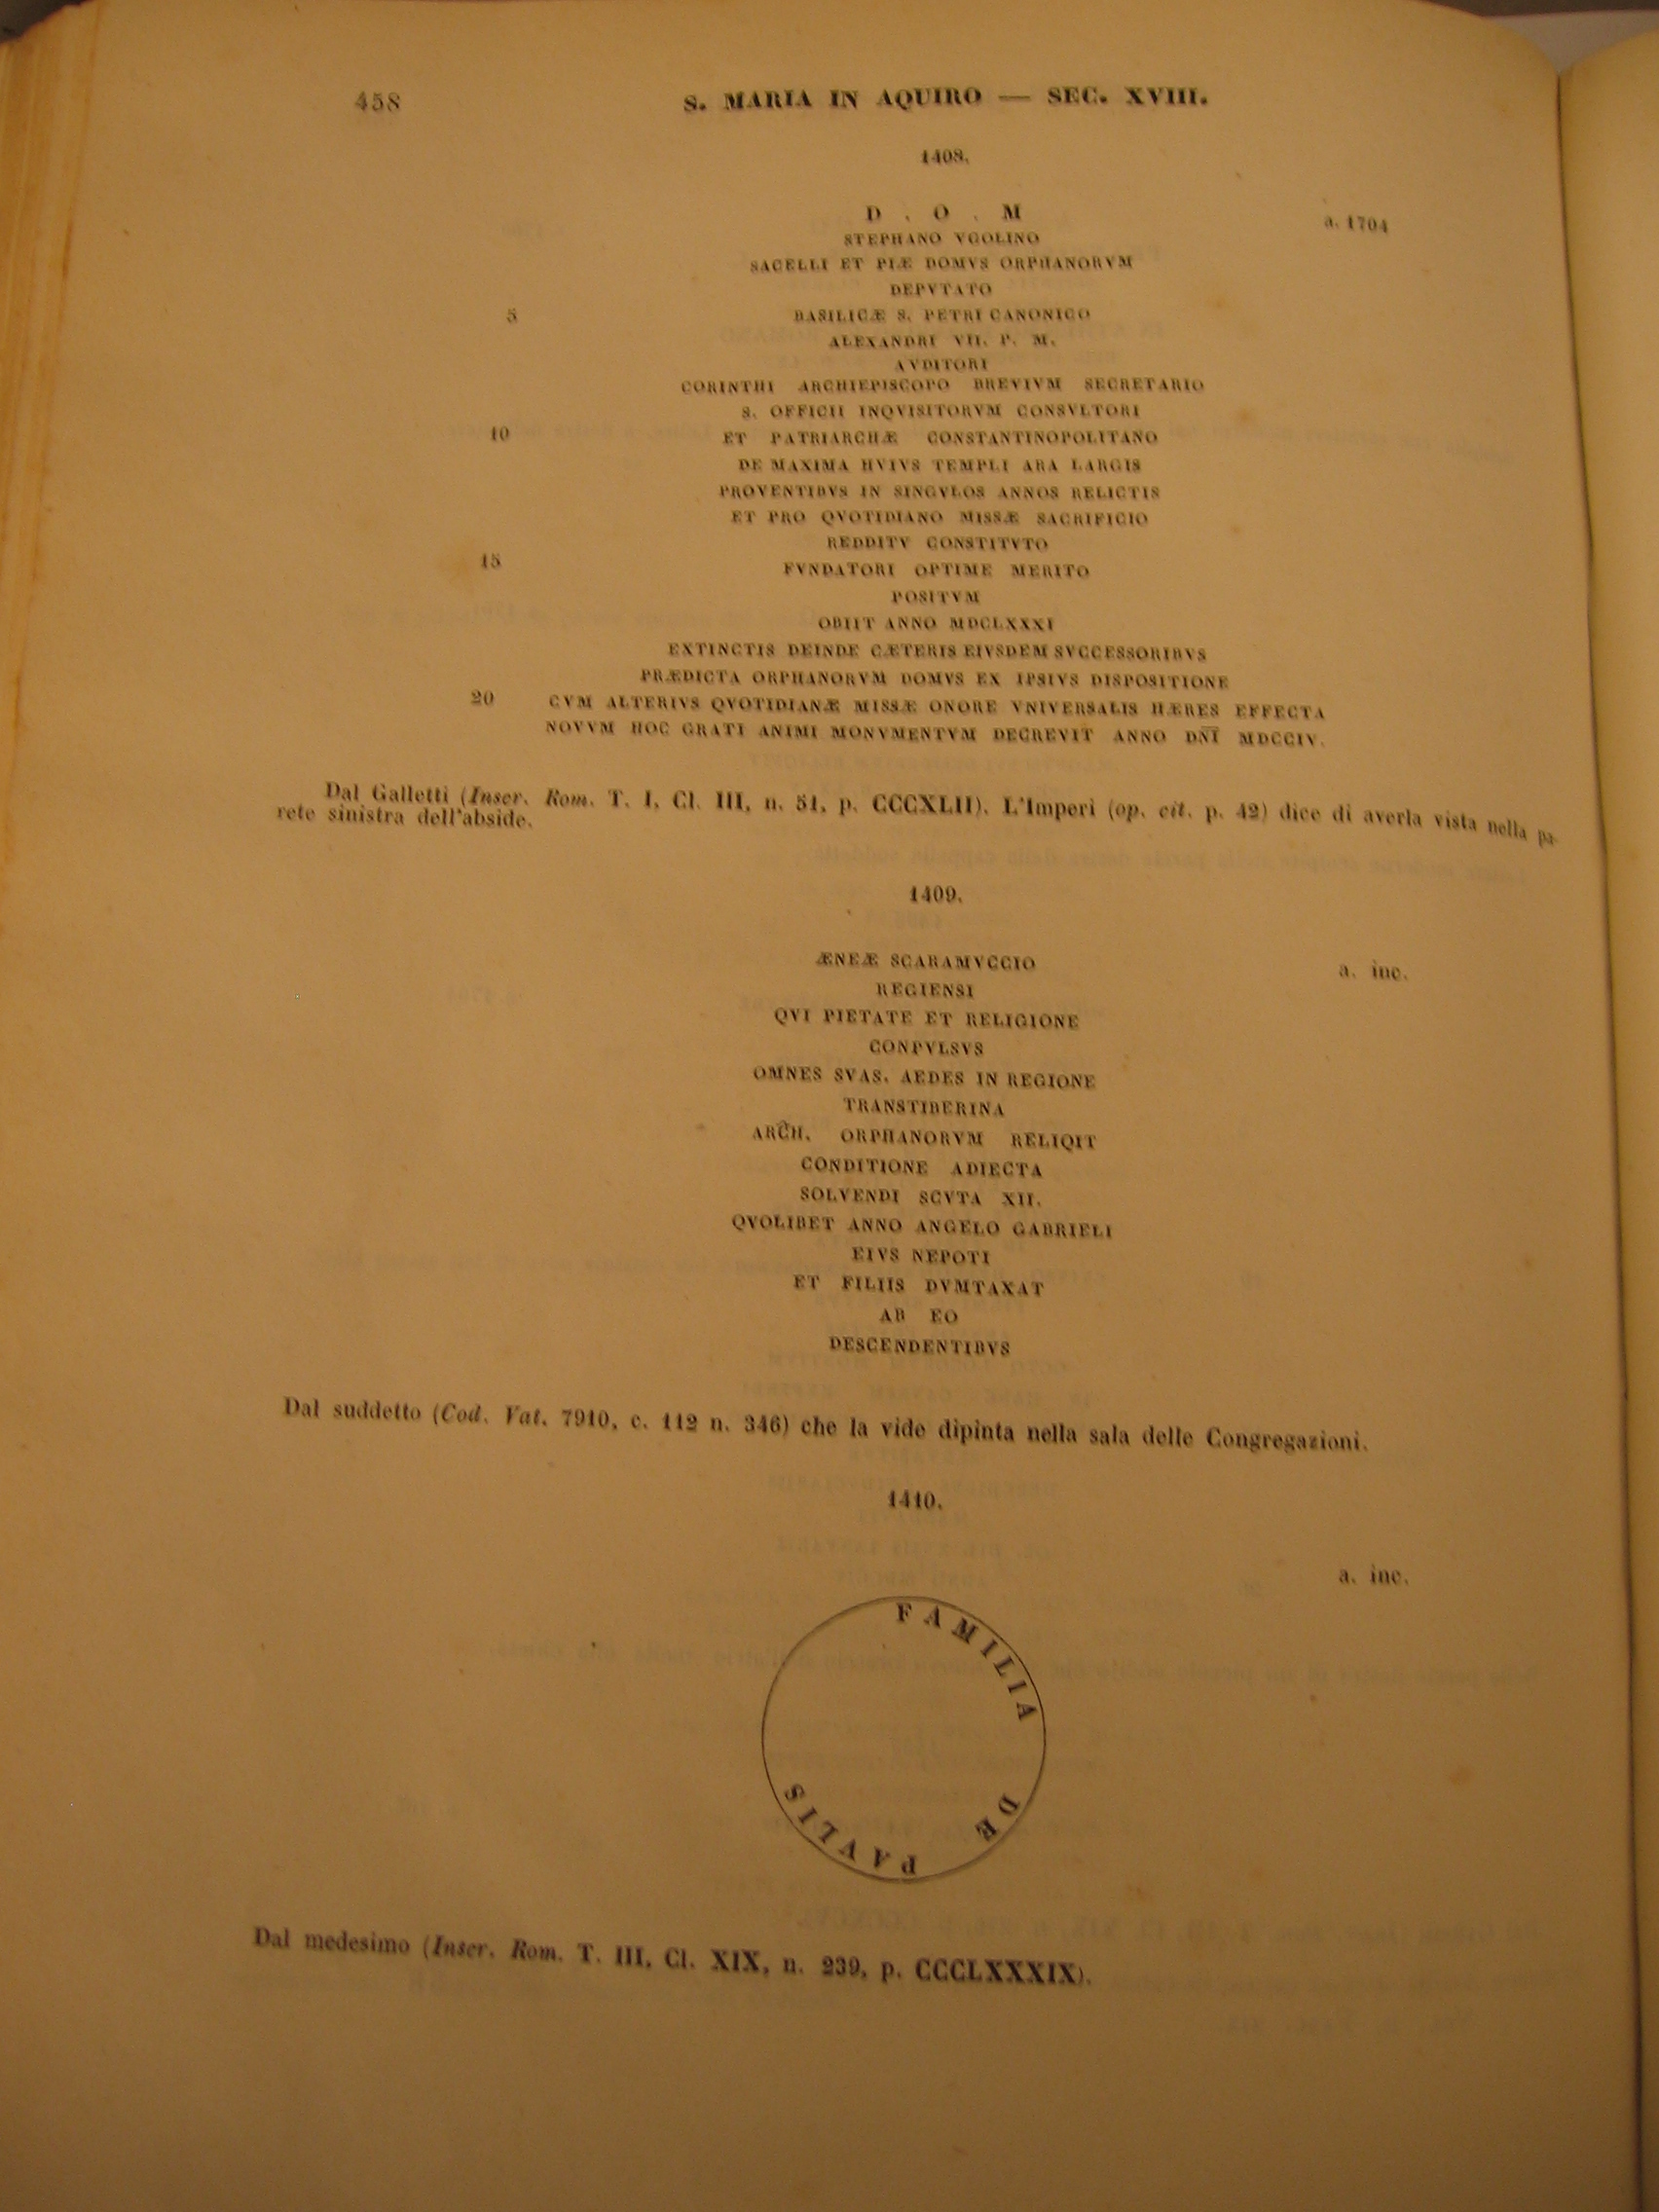 458 S. MARIA IN AQUIRO — SEC. XVIII.
1408.
D . O . M a. 1704
STEPHANO VGOLINO
SACELLI ET PIÆ DOMVS ORPHANORVM
DEPVTATO
5 BASILICÆ S. PETRI CANONICO
ALEXANDRI VII. P. M.
AVDITORI
CORINTHI ARCHIEPISCOPO BREVIVM SECRETARIO
S. OFFICII INQVISITORVM CONSVLTORI
10 ET PATRIARCHÆ CONSTANTINOPOLITANO
DE MAXIMA HVIVS TEMPLI ARA LARGIS
PROVENTIBVS IN SINGVLOS ANNOS RELICTIS
ET PRO QVOTIDIANO MISSÆ SACRIFICIO
REDDITV CONSTITVTO
15 FVNDATORI OPTIME MERITO
POSITVM
OBIIT ANNO MDCLXXXI
EXTINCTIS DEINDE CÆTERIS EIVSDEM SVCCESSORIBVS
PRÆDICTA ORPHANORVM DOMVS EX IPSIVS DISPOSITIONE
20 CVM ALTERIVS QVOTIDIANÆ MISSÆ ONORE VNIVERSALIS HÆRES EFFECTA
NOVVM HOC GRATI ANIMI MONVMENTVM DECREVIT ANNO DN̅I̅ MDCCIV.
Dal Galletti (Inscr. Rom. T. I, Cl. III, n. 51, p. CCCXLII). L'Imperi (op. cit. p. 42) dice di averla vista nella pa-
rete sinistra dell'abside.
1409.
ÆNEÆ SCARAMVCCIO a. inc.
REGIENSI
QVI PIETATE ET RELIGIONE
CONPVLSVS
OMNES SVAS. AEDES IN REGIONE
TRANSTIBERINA
ARC̃H. ORPHANORVM RELIQIT
CONDITIONE ADIECTA
SOLVENDI SCVTA XII.
QVOLIBET ANNO ANGELO GABRIELI
EIVS NEPOTI
ET FILIIS DVMTAXAT
AB EO
DESCENDENTIBVS
Dal suddetto (Cod. Vat. 7910, c. 112 n. 346) che la vide dipinta nella sala delle Congregazioni.
1410.
a. inc.
FAMILIA DE PAVLIS
Dal medesimo (Inscr. Rom. T. III, Cl. XIX, n. 239, p. CCCLXXXIX).